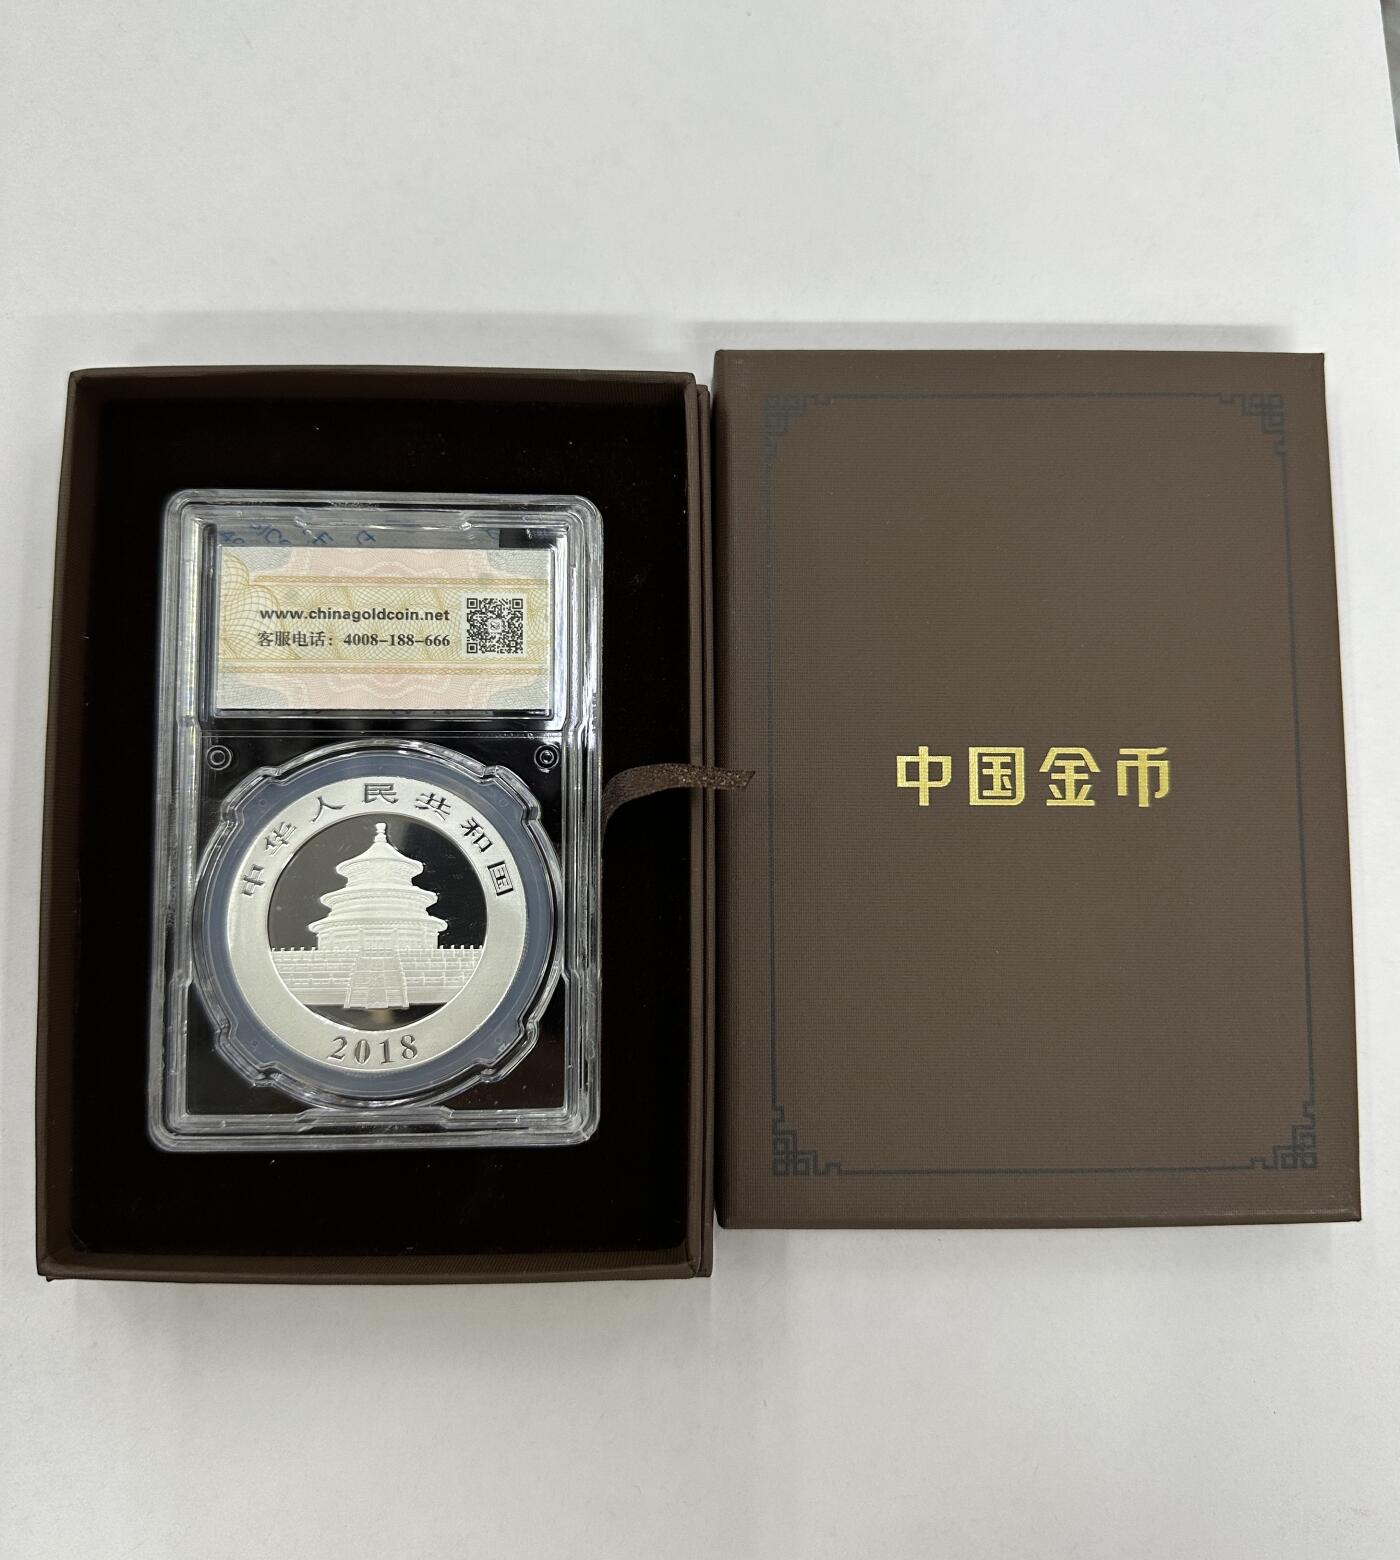 www.chinagoldcoin.net
客服电话：4008-188-666
中华人民共和国
2018
中国金币